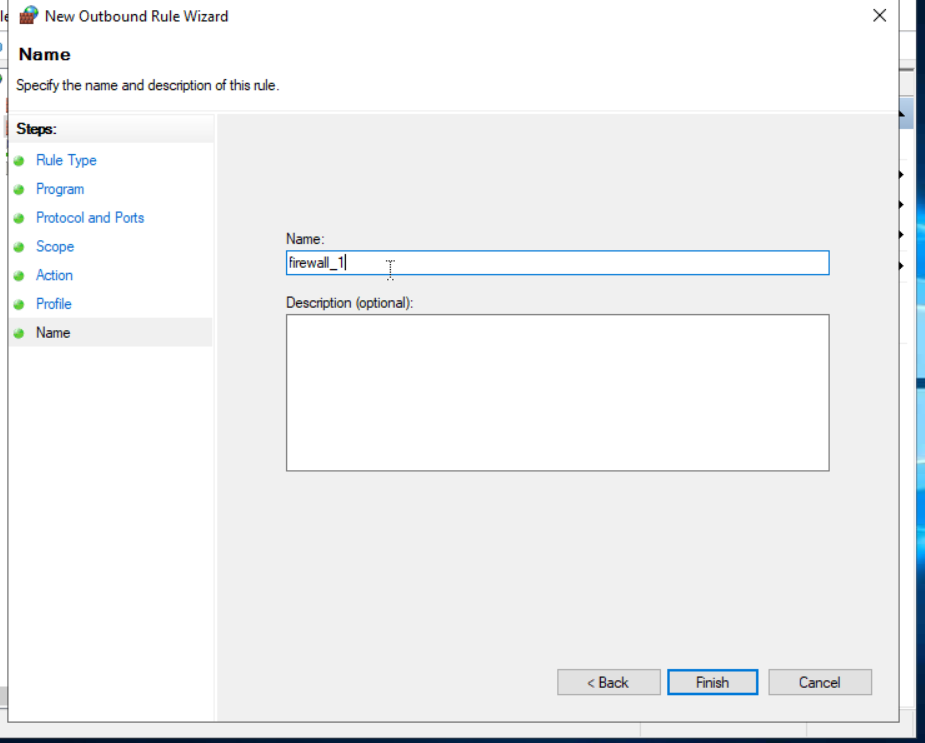 New Outbound Rule Wizard
Name
Specify the name and description of this rule.
Steps:
Rule Type
Program
Protocol and Ports
Scope
Action
Profile
Name
Name:
firewall_1
Description (optional):
< Back
Finish
Cancel